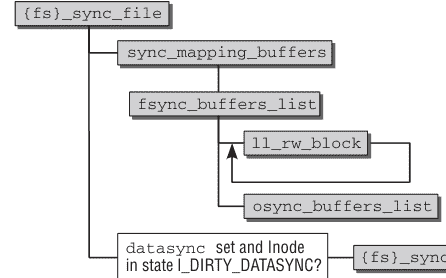 {fs}_sync_file
sync_mapping_buffers
fsync_buffers_list
ll_rw_block
osync_buffers_list
datasync set and Inode
in state I_DIRTY_DATASYNC?
{fs}_sync